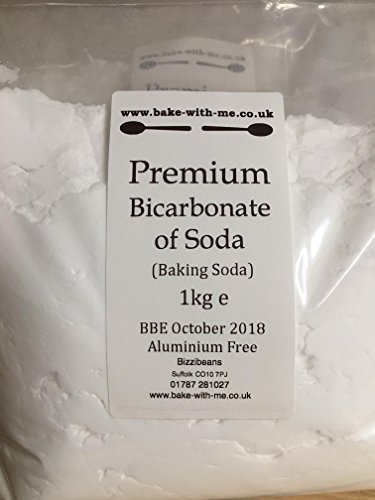 Premi
www.bake-with-me.co.uk
Premium
Bicarbonate
of Soda
(Baking Soda)
1kg e
BBE October 2018
Aluminium Free
Bizzibeans
Suffolk CO10 7PJ
01787 281027
www.bake-with-me.co.uk